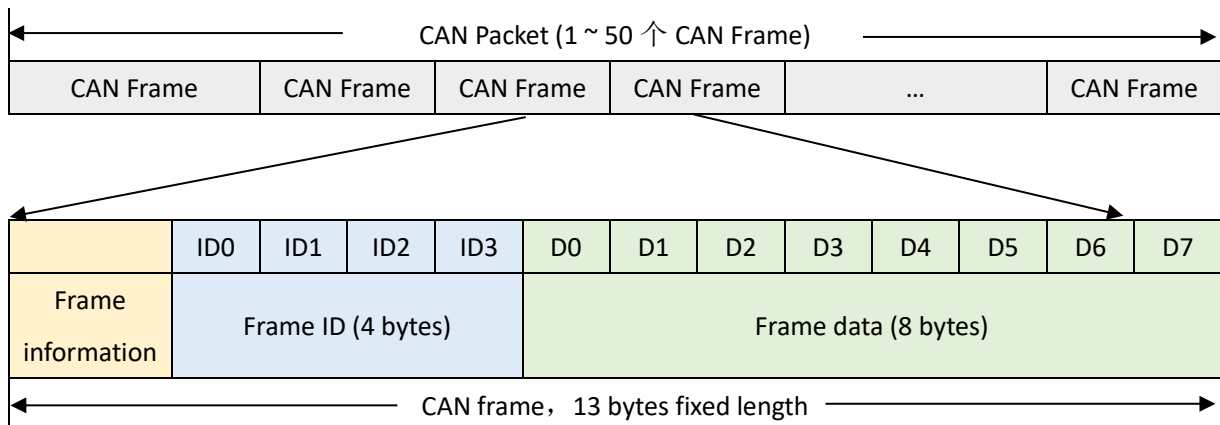 CAN Packet (1 ~ 50 个 CAN Frame)
CAN Frame CAN Frame CAN Frame CAN Frame … CAN Frame
ID0 ID1 ID2 ID3 D0 D1 D2 D3 D4 D5 D6 D7
Frame
information
Frame ID (4 bytes)
Frame data (8 bytes)
CAN frame，13 bytes fixed length